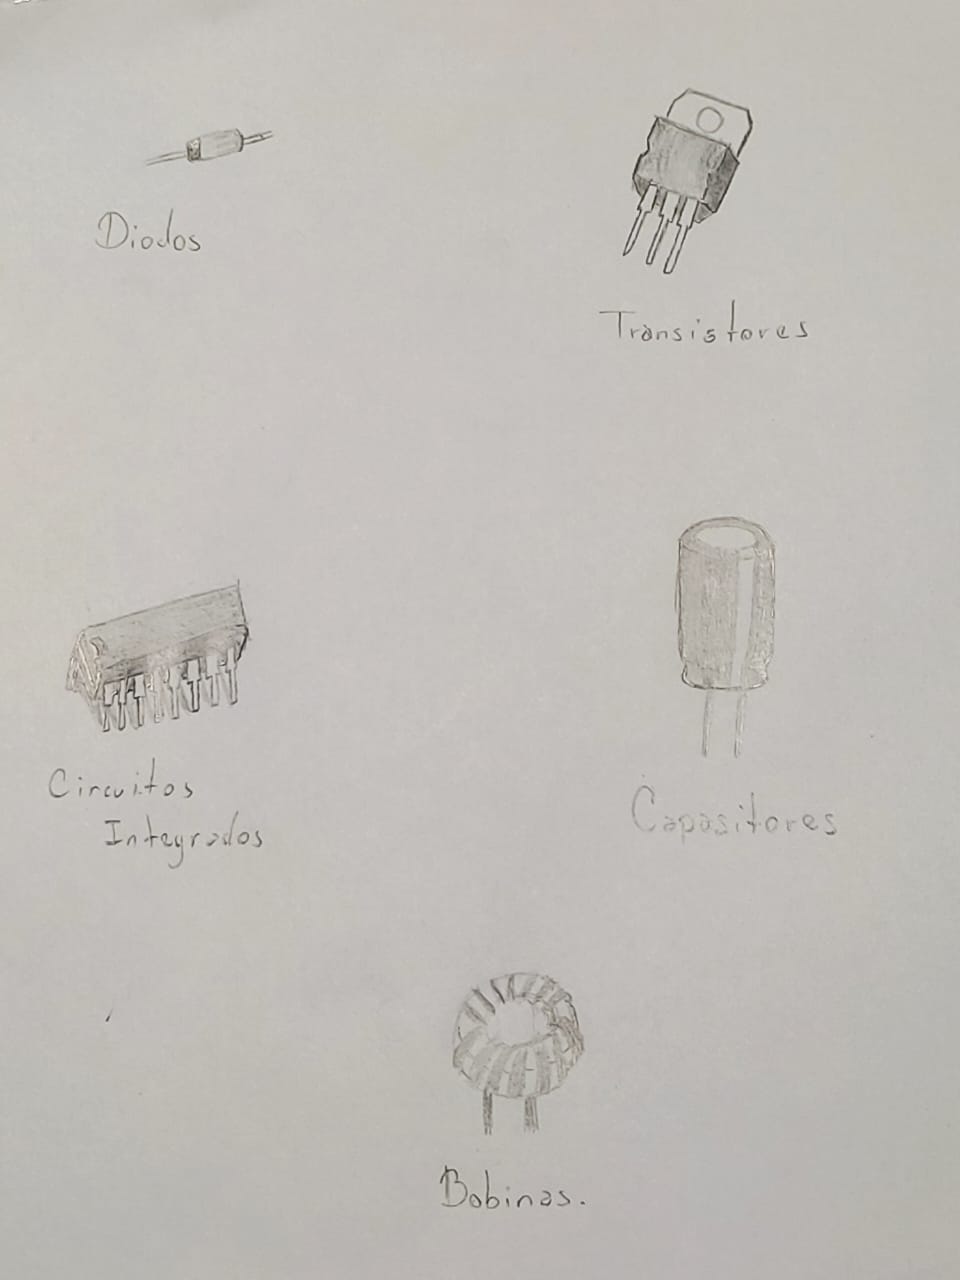 Diodos
Transistores
Circuitos
Integrados
Capasitores
Bobinas.